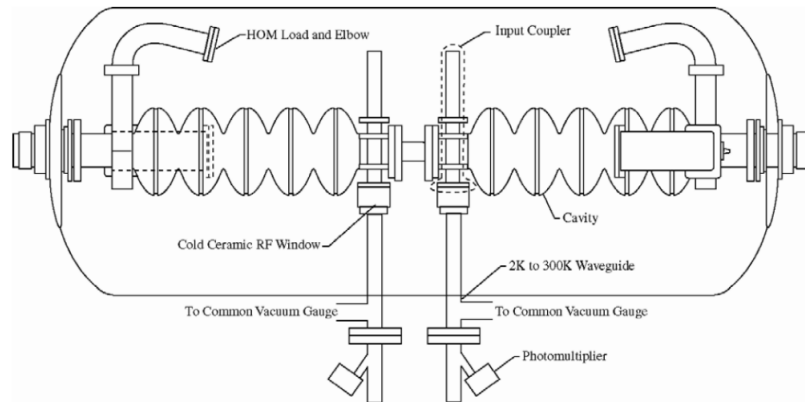 HOM Load and Elbow
Input Coupler
Cavity
Cold Ceramic RF Window
2K to 300K Waveguide
To Common Vacuum Gauge
To Common Vacuum Gauge
Photomultiplier